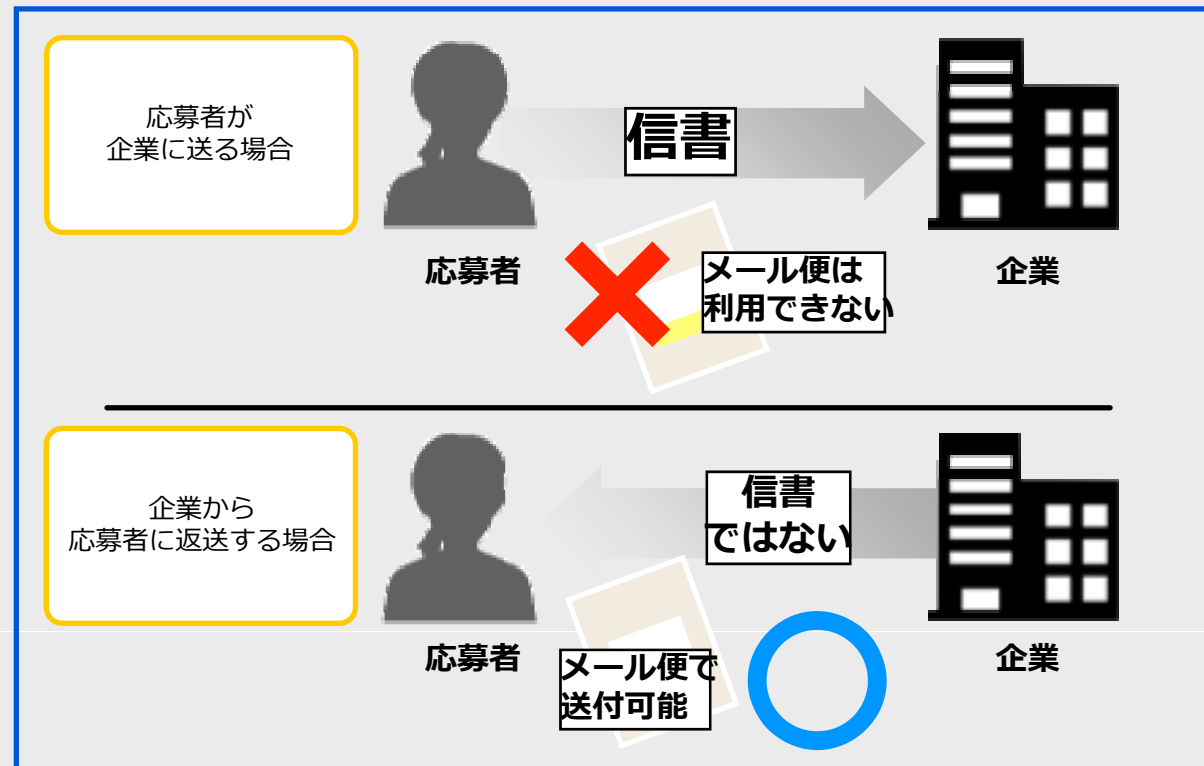 応募者が
企業に送る場合
信書
応募者
メール便は
利用できない
企業
企業から
応募者に返送する場合
信書
ではない
応募者
メール便で
送付可能
企業